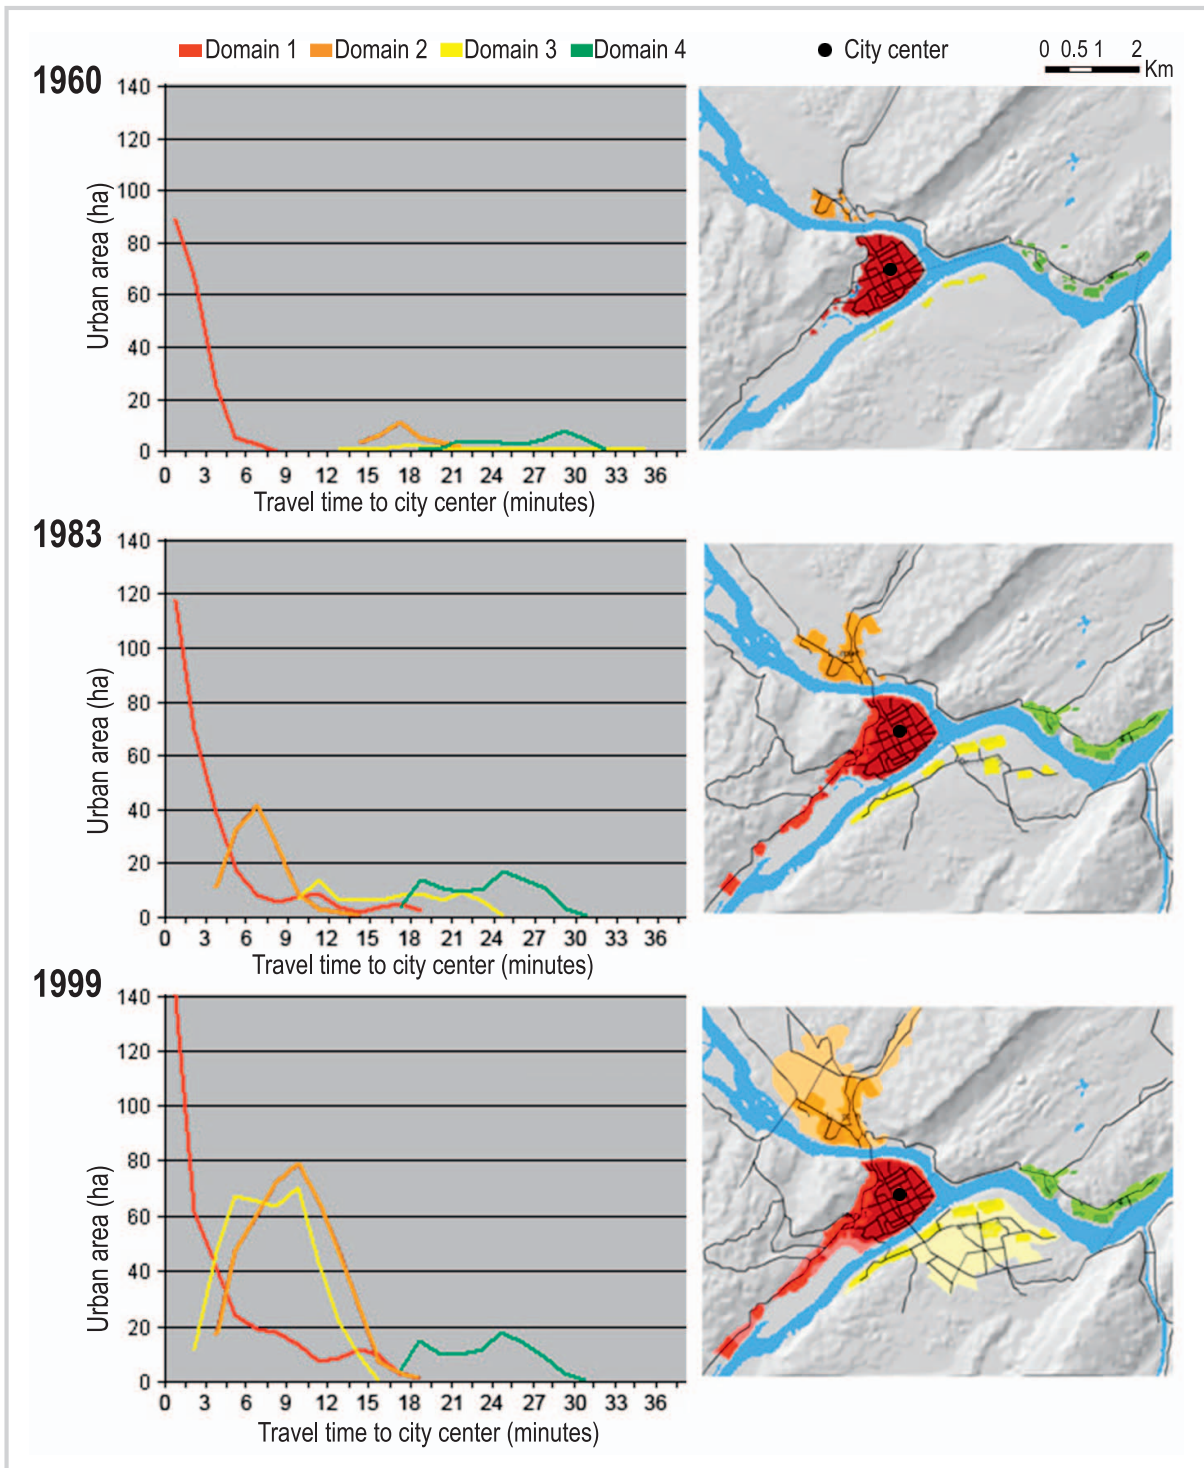 Domain 1 Domain 2 Domain 3 Domain 4 City center 0 0.5 1 2 Km
1960
140
120
100
80
60
40
20
0
Urban area (ha)
0 3 6 9 12 15 18 21 24 27 30 33 36
Travel time to city center (minutes)
1983
140
120
100
80
60
40
20
0
Urban area (ha)
0 3 6 9 12 15 18 21 24 27 30 33 36
Travel time to city center (minutes)
1999
140
120
100
80
60
40
20
0
Urban area (ha)
0 3 6 9 12 15 18 21 24 27 30 33 36
Travel time to city center (minutes)